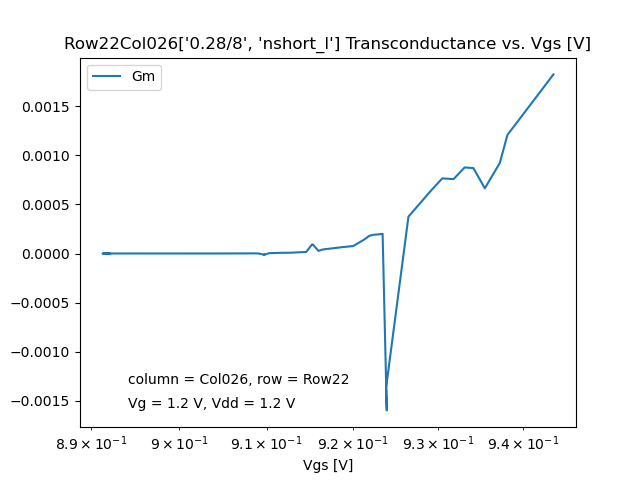 Row22Col026['0.28/8', 'nshort_l'] Transconductance vs. Vgs [V]
Gm
0.0015
0.0010
0.0005
0.0000
−0.0005
−0.0010
−0.0015
column = Col026, row = Row22
Vg = 1.2 V, Vdd = 1.2 V
8.9 × 10⁻¹ 9 × 10⁻¹ 9.1 × 10⁻¹ 9.2 × 10⁻¹ 9.3 × 10⁻¹ 9.4 × 10⁻¹
Vgs [V]